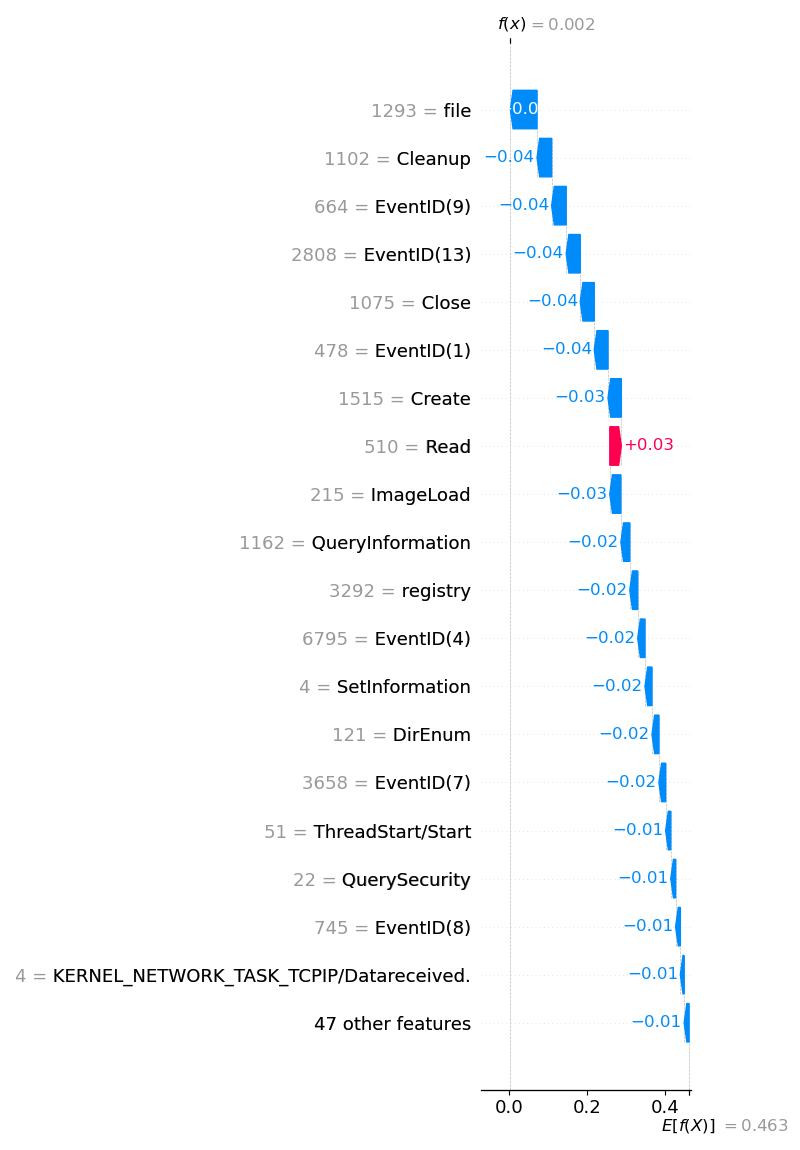 f(x) = 0.002
1293 = file
1102 = Cleanup −0.04
664 = EventID(9) −0.04
2808 = EventID(13) −0.04
1075 = Close −0.04
478 = EventID(1) −0.04
1515 = Create −0.03
510 = Read +0.03
215 = ImageLoad −0.03
1162 = QueryInformation −0.02
3292 = registry −0.02
6795 = EventID(4) −0.02
4 = SetInformation −0.02
121 = DirEnum −0.02
3658 = EventID(7) −0.02
51 = ThreadStart/Start −0.01
22 = QuerySecurity −0.01
745 = EventID(8) −0.01
4 = KERNEL_NETWORK_TASK_TCPIP/Datareceived. −0.01
47 other features −0.01
0.0 0.2 0.4
E[f(X)] = 0.463